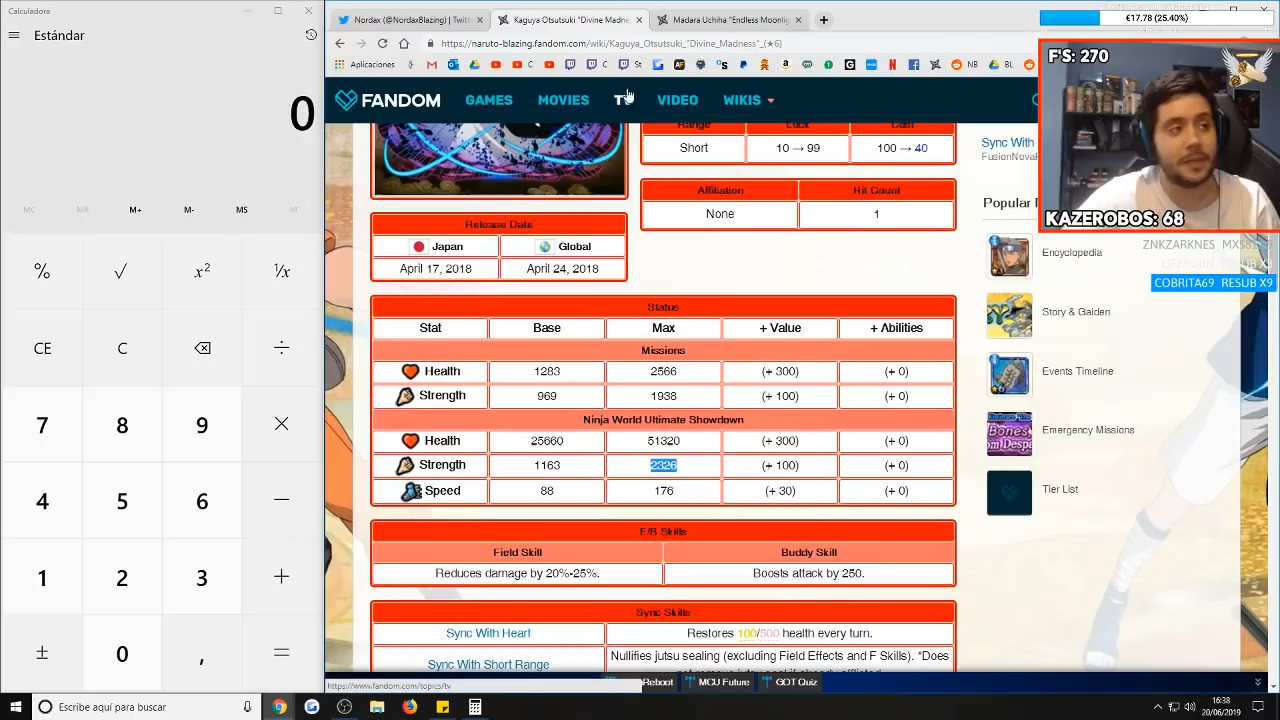 Calculadora
Estándar
0
MC MR M+ M- MS M˅
% √ x² ¹/x
CE C ÷
7 8 9 ×
4 5 6 −
1 2 3 +
± 0 , =
Nordax (@NordaxBlazing) | Twitt
Kaguya Otsutsuki "Divine Madne
Madara Uchiha "Endless Moonlig
https://naruto-blazing.fandom.com/wiki/Kaguya_Otsutsuki_"Divine_Madness"_(★6)
FANDOM GAMES MOVIES TV VIDEO WIKIS
Range Luck Cost
Short 10 → 99 100 → 40
Affiliation Hit Count
None 1
Release Date
Japan Global
April 17, 2018 April 24, 2018
Status
Stat Base Max + Value + Abilities
Missions
Health 1283 2566 (+ 300) (+ 0)
Strength 969 1938 (+ 100) (+ 0)
Ninja World Ultimate Showdown
Health 25660 51320 (+ 300) (+ 0)
Strength 1163 2326 (+ 100) (+ 0)
Speed 88 176 (+ 30) (+ 0)
F/B Skills
Field Skill Buddy Skill
Reduces damage by 20%-25%. Boosts attack by 250.
Sync Skills
Sync With Heart Restores 100/500 health every turn.
Sync With Short Range Nullifies jutsu sealing (excluding Field Effects and F Skills). *Does
Sync With
Popular
Encyclopedia
Story & Gaiden
Events Timeline
Emergency Missions
Tier List
€17.78 (25.40%)
F'S: 270
KAZEROBOS: 68
ZNKZARKNES
COBRITA69 RESUB X9
https://www.fandom.com/topics/tv
Reboot MCU Future GOT Quiz
Escribe aquí para buscar
16:38
20/06/2019